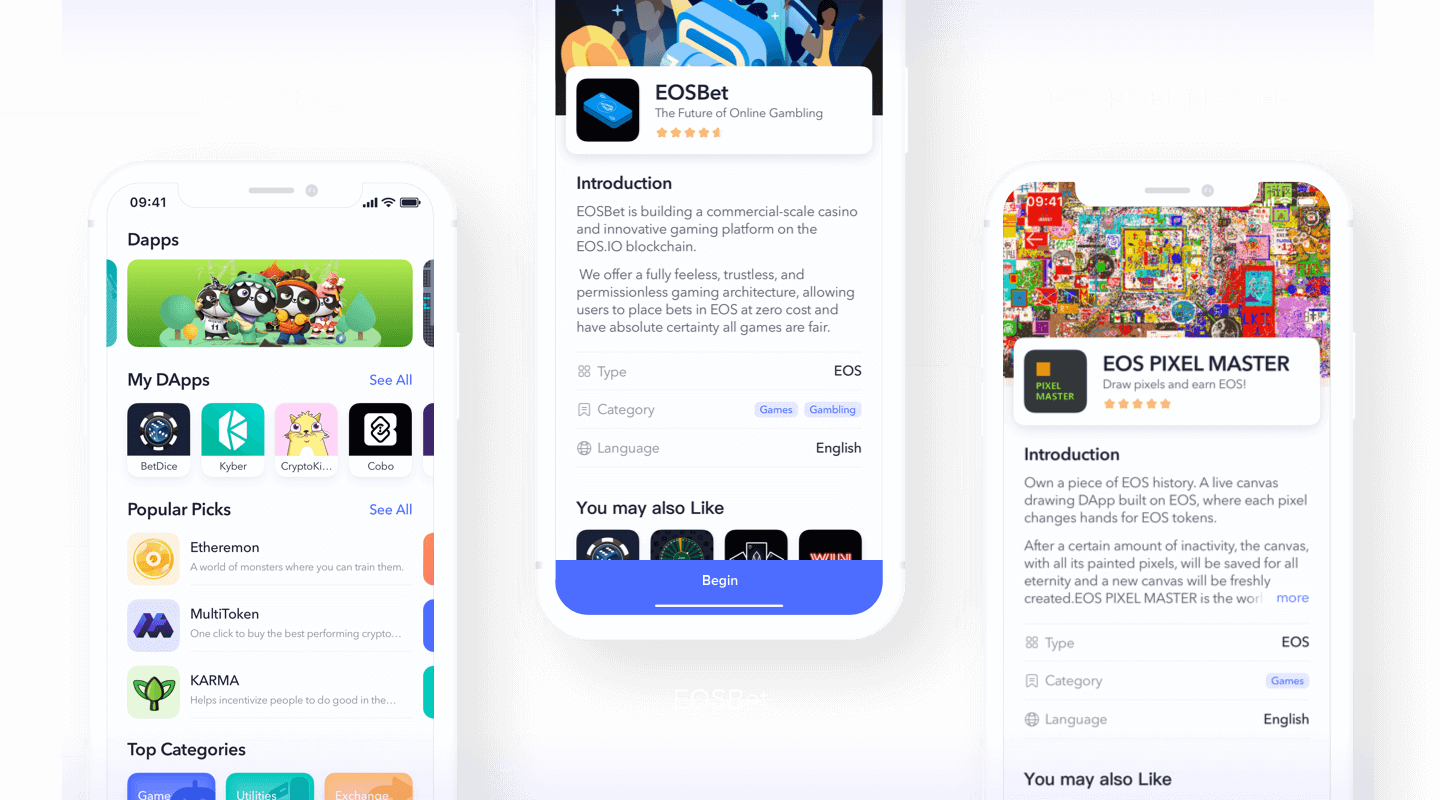 09:41
Dapps
11
My DApps
See All
BetDice
Kyber
CryptoKi...
Cobo
Popular Picks
See All
Etheremon
A world of monsters where you can train them.
MultiToken
One click to buy the best performing crypto...
KARMA
Helps incentivize people to do good in the...
Top Categories
Game
Utilities
Exchange
EOSBet
The Future of Online Gambling
Introduction
EOSBet is building a commercial-scale casino
and innovative gaming platform on the
EOS.IO blockchain.
We offer a fully feeless, trustless, and
permissionless gaming architecture, allowing
users to place bets in EOS at zero cost and
have absolute certainty all games are fair.
Type
EOS
Category
Games
Gambling
Language
English
You may also Like
WIN
Begin
EOSBet
09:41
PIXEL
MASTER
EOS PIXEL MASTER
Draw pixels and earn EOS!
Introduction
Own a piece of EOS history. A live canvas
drawing DApp built on EOS, where each pixel
changes hands for EOS tokens.
After a certain amount of inactivity, the canvas,
with all its painted pixels, will be saved for all
eternity and a new canvas will be freshly
created.EOS PIXEL MASTER is the worl more
Type
EOS
Category
Games
Language
English
You may also Like